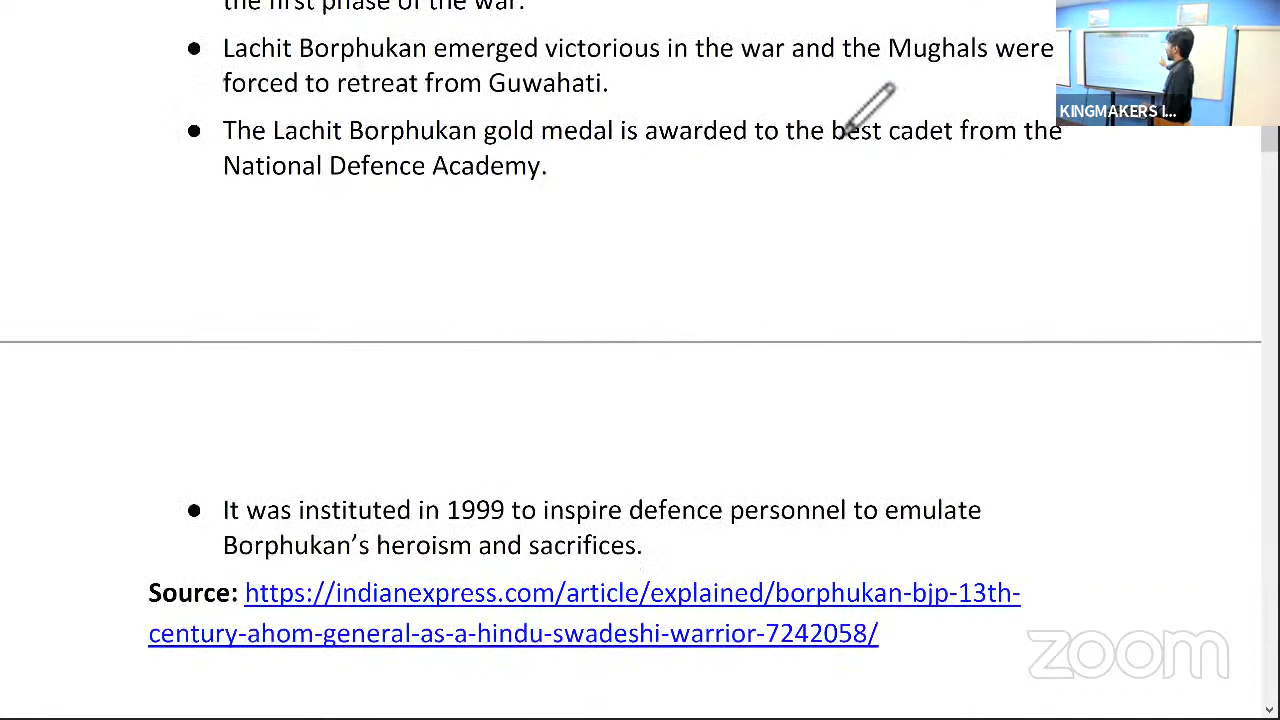 the first phase of the war.
● Lachit Borphukan emerged victorious in the war and the Mughals were
forced to retreat from Guwahati.
● The Lachit Borphukan gold medal is awarded to the best cadet from the
National Defence Academy.
KINGMAKERS I...
● It was instituted in 1999 to inspire defence personnel to emulate
Borphukan’s heroism and sacrifices.
Source: https://indianexpress.com/article/explained/borphukan-bjp-13th-
century-ahom-general-as-a-hindu-swadeshi-warrior-7242058/
zoom